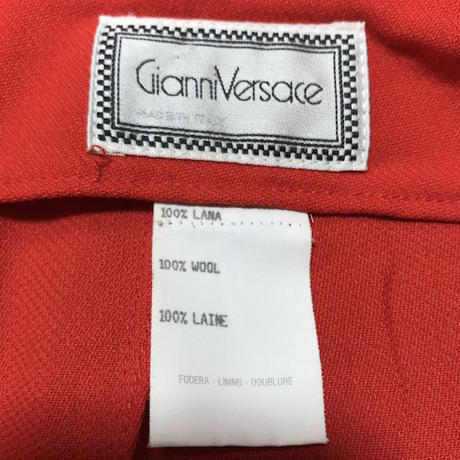 GianniVersace
MADE IN ITALY
100% LANA
100% WOOL
100% LAINE
FODERA - LINING - DOUBLURE